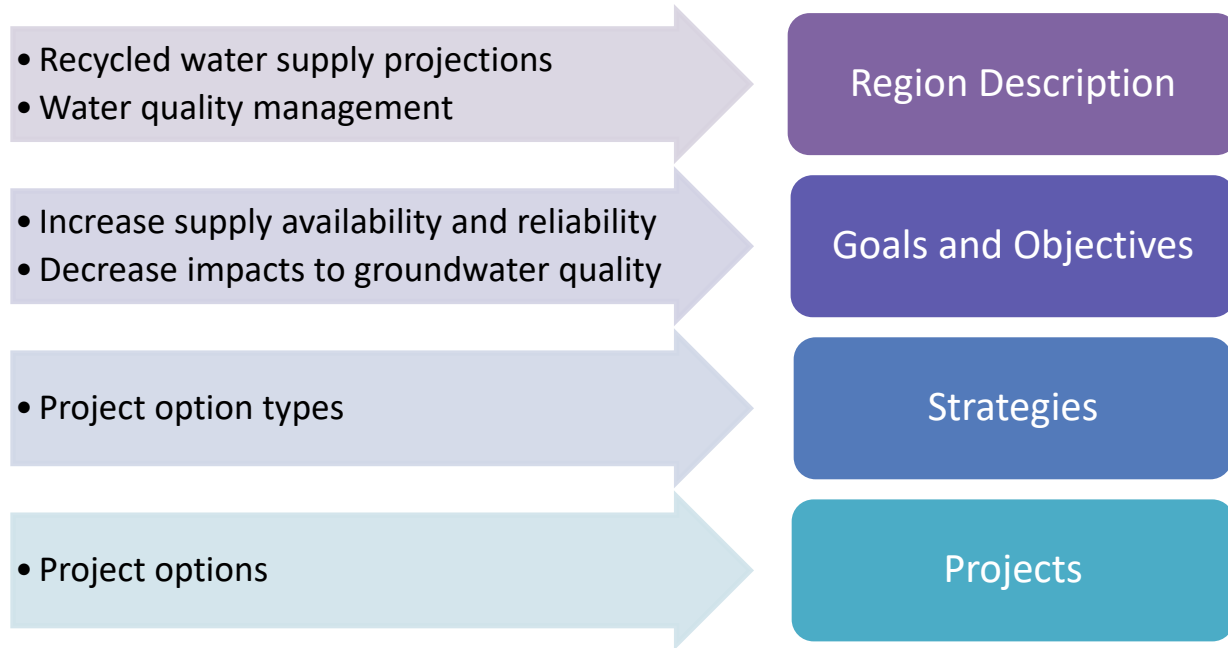 • Recycled water supply projections
• Water quality management
Region Description
• Increase supply availability and reliability
• Decrease impacts to groundwater quality
Goals and Objectives
• Project option types
Strategies
• Project options
Projects